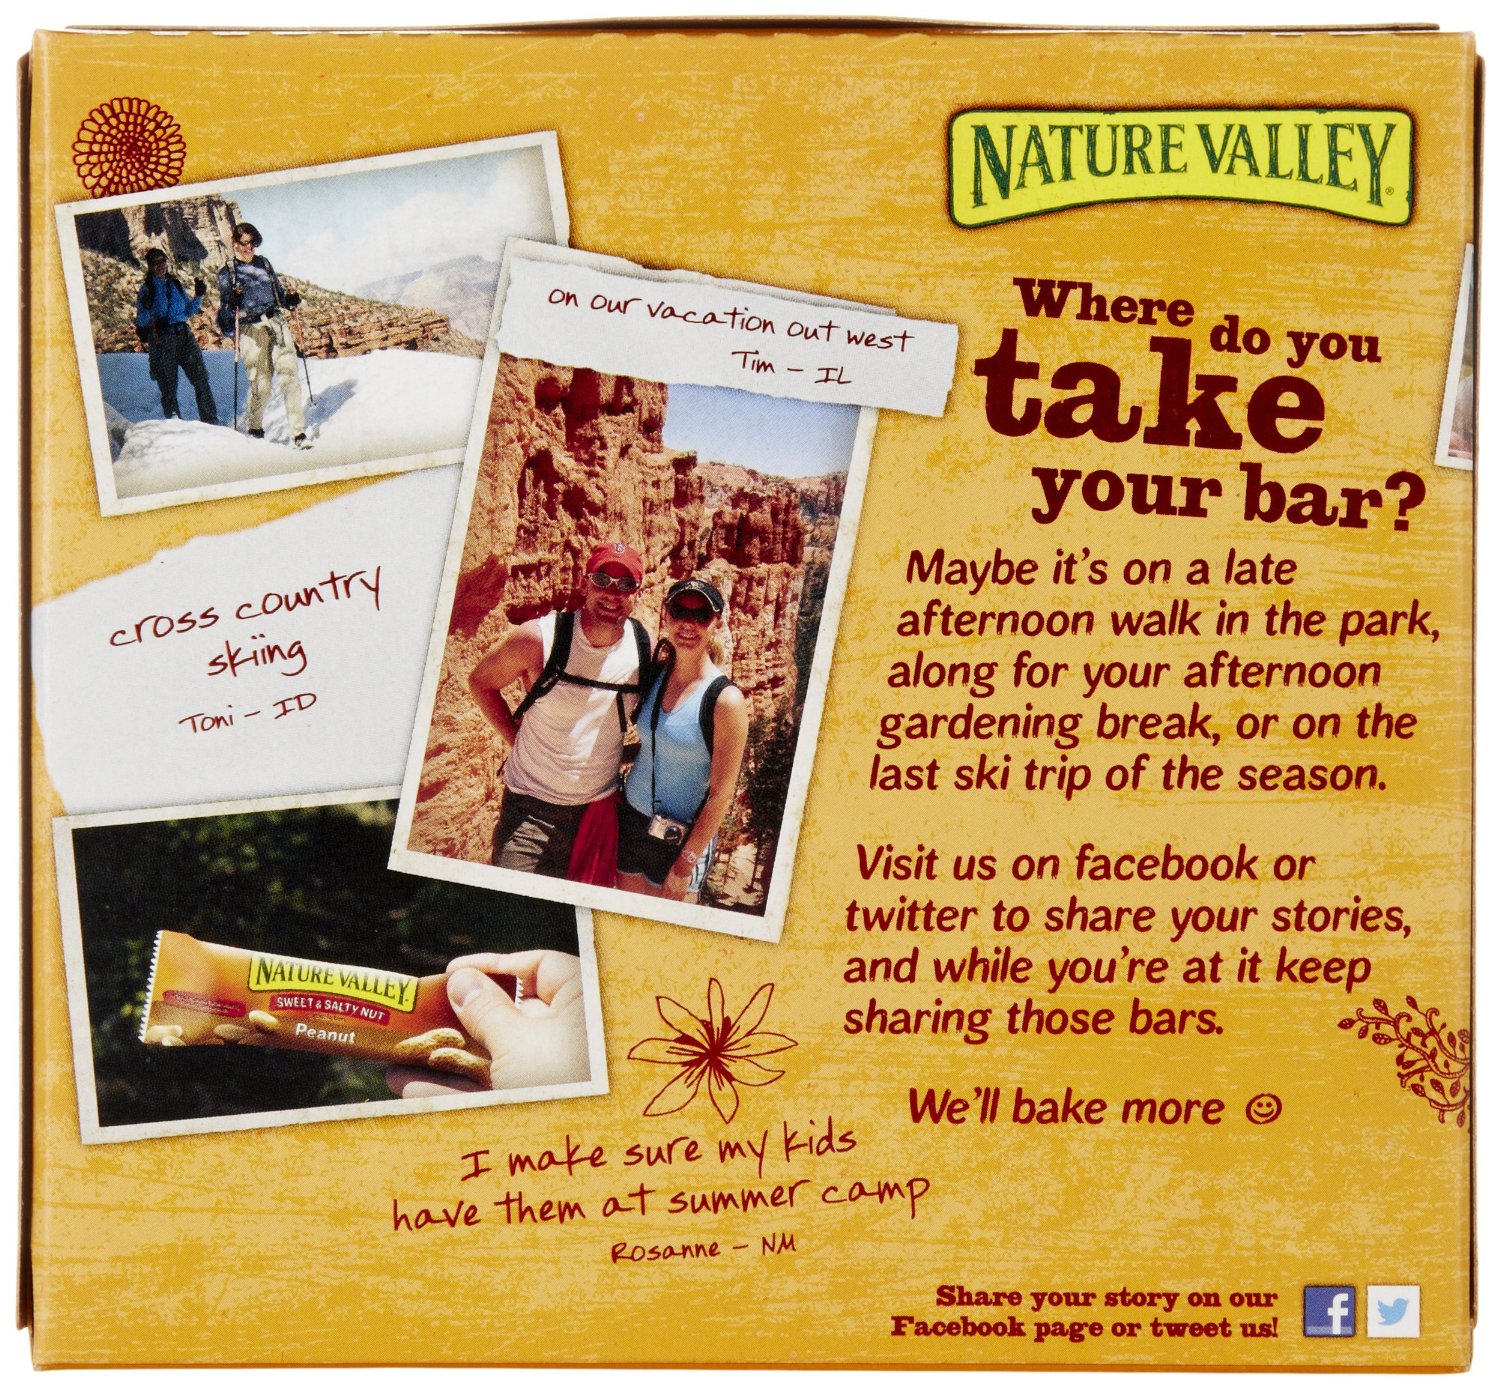 NATURE VALLEY
on our vacation out west
Tim - IL
Where do you
take
your bar?
cross country
skiing
Toni - ID
Maybe it's on a late
afternoon walk in the park,
along for your afternoon
gardening break, or on the
last ski trip of the season.
Visit us on facebook or
twitter to share your stories,
and while you're at it keep
sharing those bars.
We'll bake more ☺
NATURE VALLEY
SWEET & SALTY NUT
Peanut
I make sure my kids
have them at summer camp
Rosanne - NM
Share your story on our
Facebook page or tweet us!
f